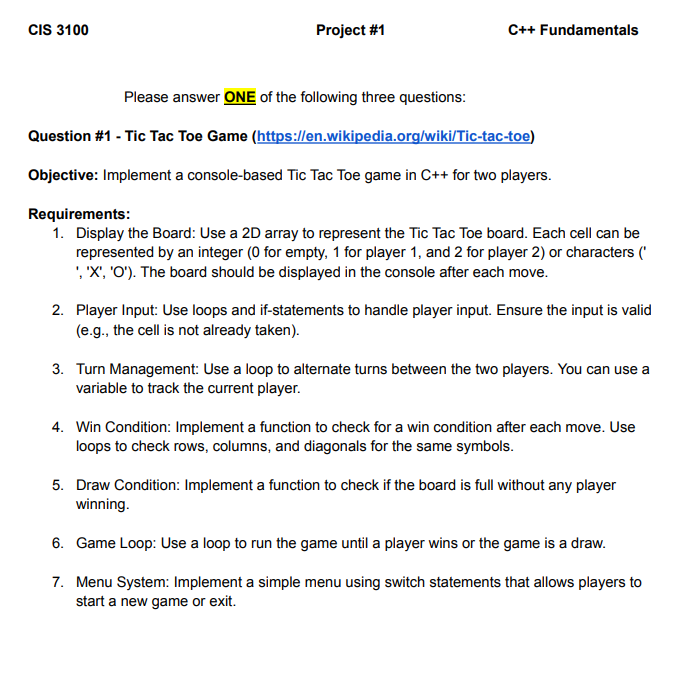 CIS 3100 Project #1 C++ Fundamentals
Please answer ONE of the following three questions:
Question #1 - Tic Tac Toe Game (https://en.wikipedia.org/wiki/Tic-tac-toe)
Objective: Implement a console-based Tic Tac Toe game in C++ for two players.
Requirements:
1. Display the Board: Use a 2D array to represent the Tic Tac Toe board. Each cell can be
represented by an integer (0 for empty, 1 for player 1, and 2 for player 2) or characters ('
', 'X', 'O'). The board should be displayed in the console after each move.
2. Player Input: Use loops and if-statements to handle player input. Ensure the input is valid
(e.g., the cell is not already taken).
3. Turn Management: Use a loop to alternate turns between the two players. You can use a
variable to track the current player.
4. Win Condition: Implement a function to check for a win condition after each move. Use
loops to check rows, columns, and diagonals for the same symbols.
5. Draw Condition: Implement a function to check if the board is full without any player
winning.
6. Game Loop: Use a loop to run the game until a player wins or the game is a draw.
7. Menu System: Implement a simple menu using switch statements that allows players to
start a new game or exit.